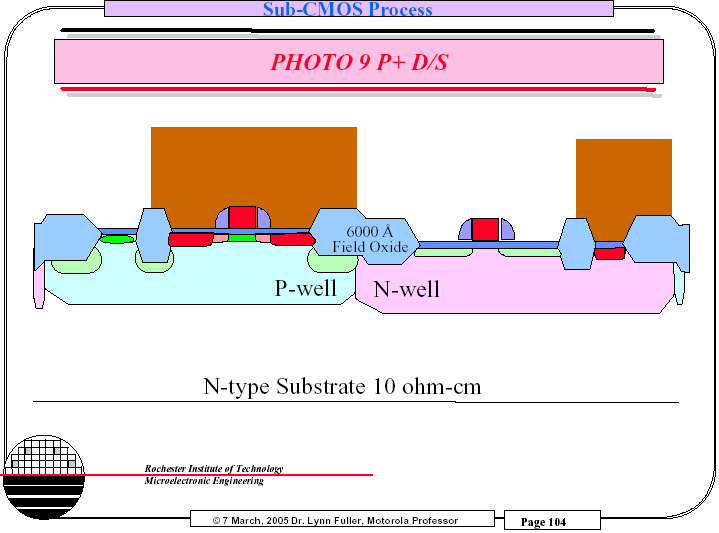 Sub-CMOS Process
PHOTO 9 P+ D/S
6000 Å
Field Oxide
P-well
N-well
N-type Substrate 10 ohm-cm
Rochester Institute of Technology
Microelectronic Engineering
© 7 March, 2005 Dr. Lynn Fuller, Motorola Professor
Page 104